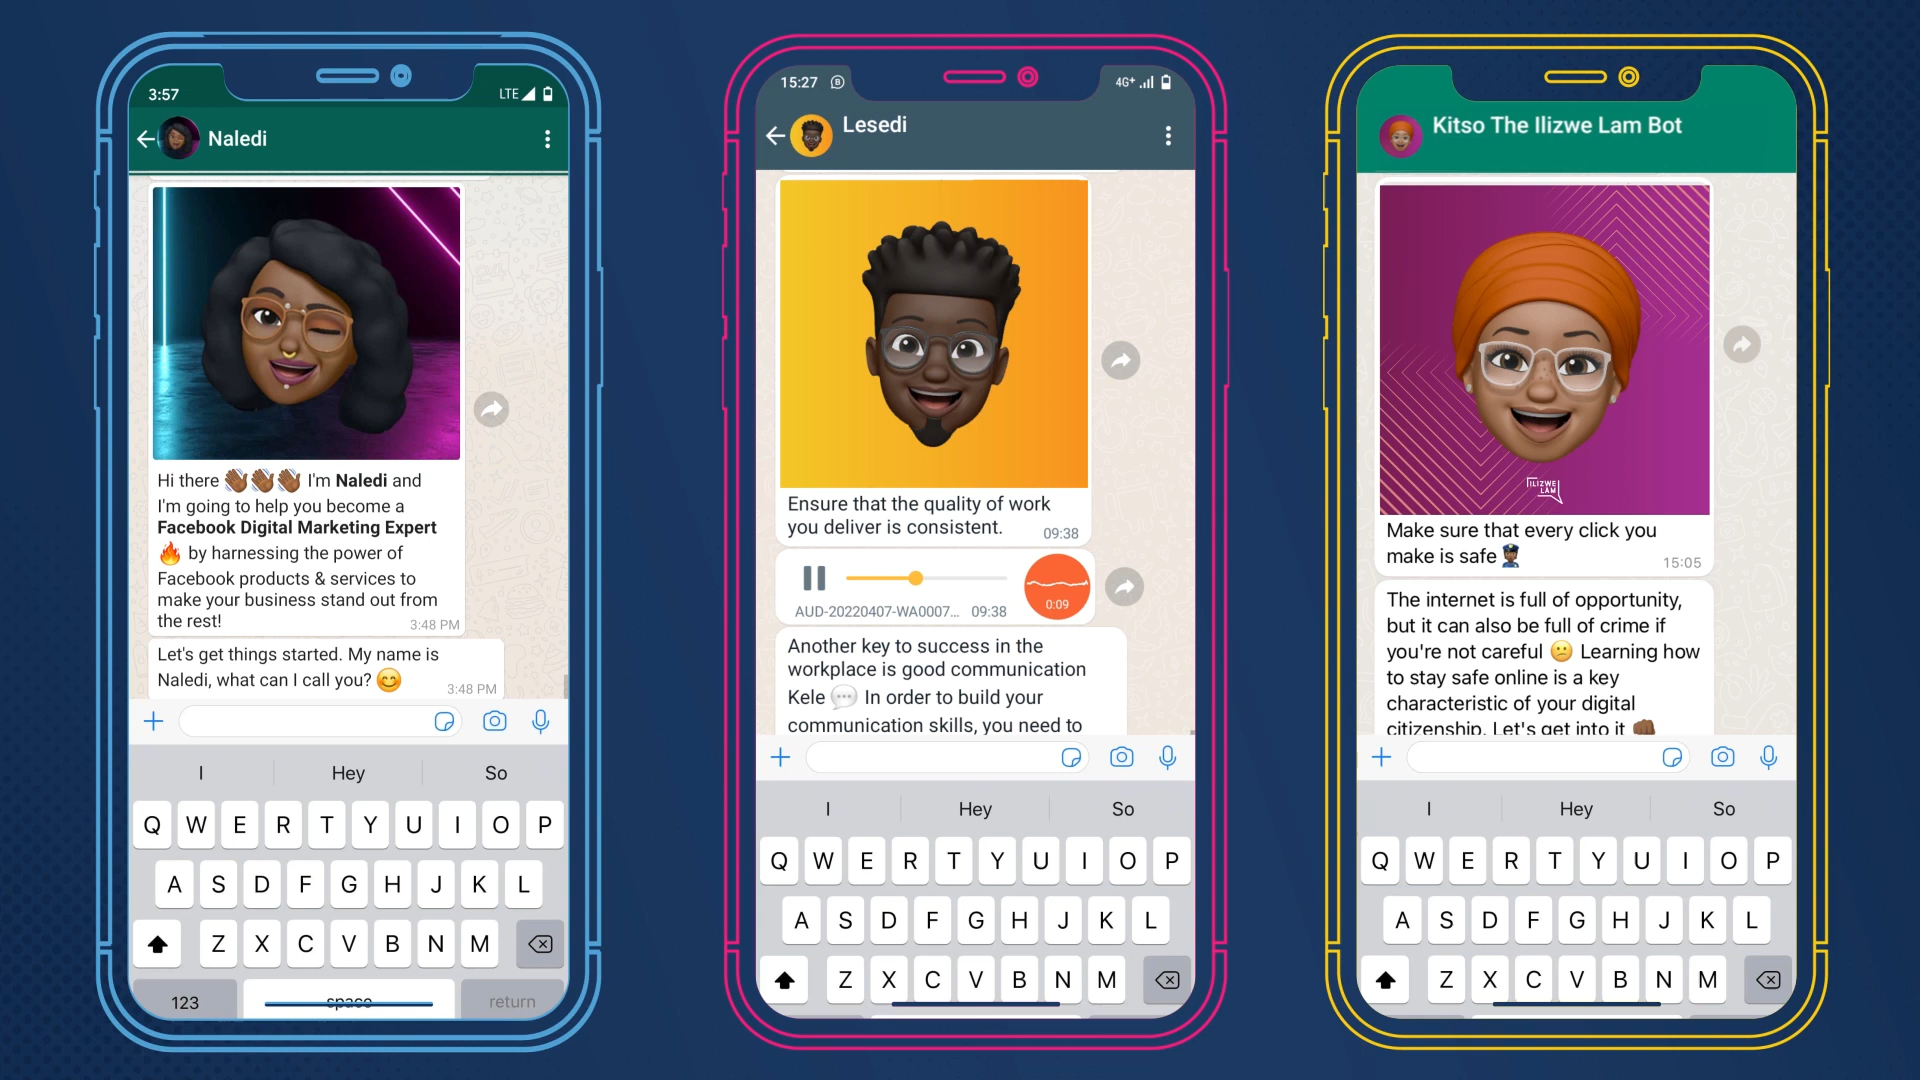 3:57
LTE
Naledi
Hi there 👋🏾👋🏾👋🏾 I'm Naledi and
I'm going to help you become a
Facebook Digital Marketing Expert
🔥 by harnessing the power of
Facebook products & services to
make your business stand out from
the rest!
3:48 PM
Let's get things started. My name is
Naledi, what can I call you? 😊
3:48 PM
I Hey So
Q W E R T Y U I O P
A S D F G H J K L
Z X C V B N M
123 space return
15:27
4G+
Lesedi
Ensure that the quality of work
you deliver is consistent.
09:38
AUD-20220407-WA0007... 09:38
0:09
Another key to success in the
workplace is good communication
Kele 💬 In order to build your
communication skills, you need to
I Hey So
Q W E R T Y U I O P
A S D F G H J K L
Z X C V B N M
Kitso The Ilizwe Lam Bot
ILIZWE
LAM
Make sure that every click you
make is safe 👮🏾
15:05
The internet is full of opportunity,
but it can also be full of crime if
you're not careful 😕 Learning how
to stay safe online is a key
characteristic of your digital
citizenship. Let's get into it 👊🏾
I Hey So
Q W E R T Y U I O P
A S D F G H J K L
Z X C V B N M